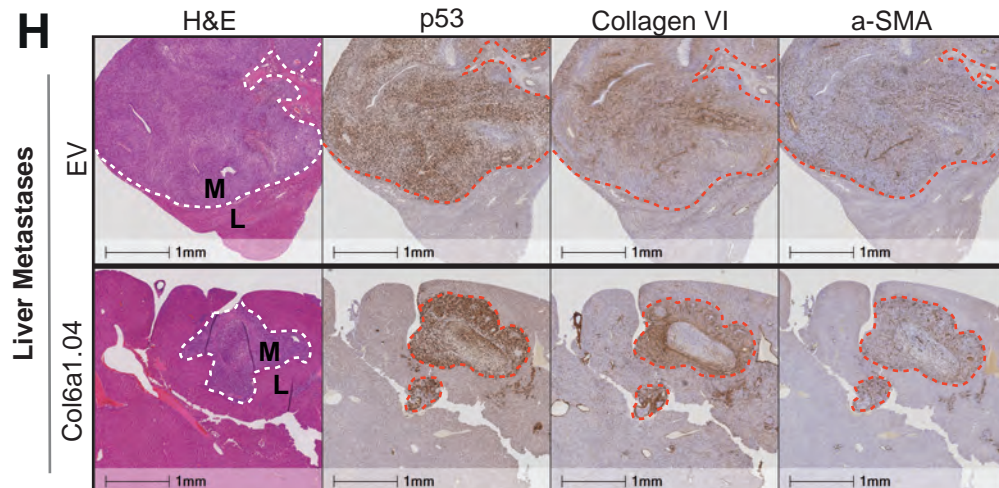 H
H&E
p53
Collagen VI
a-SMA
Liver Metastases
EV
M
L
1mm
1mm
1mm
1mm
Col6a1.04
M
L
1mm
1mm
1mm
1mm